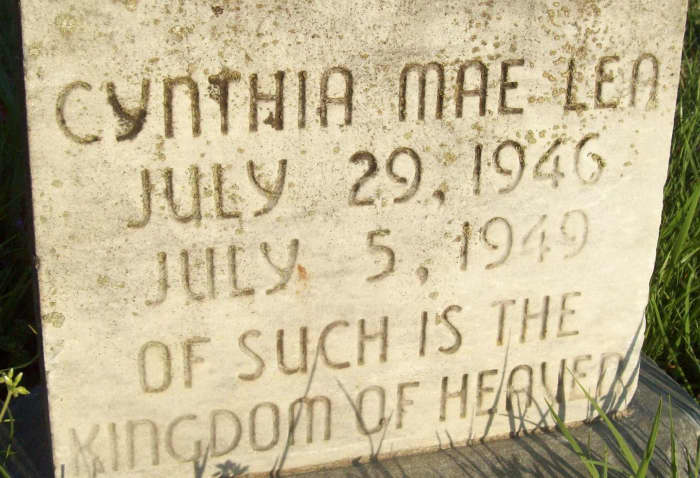 CYNTHIA MAE LEA
JULY 29, 1946
JULY 5, 1949
OF SUCH IS THE
KINGDOM OF HEAVEN